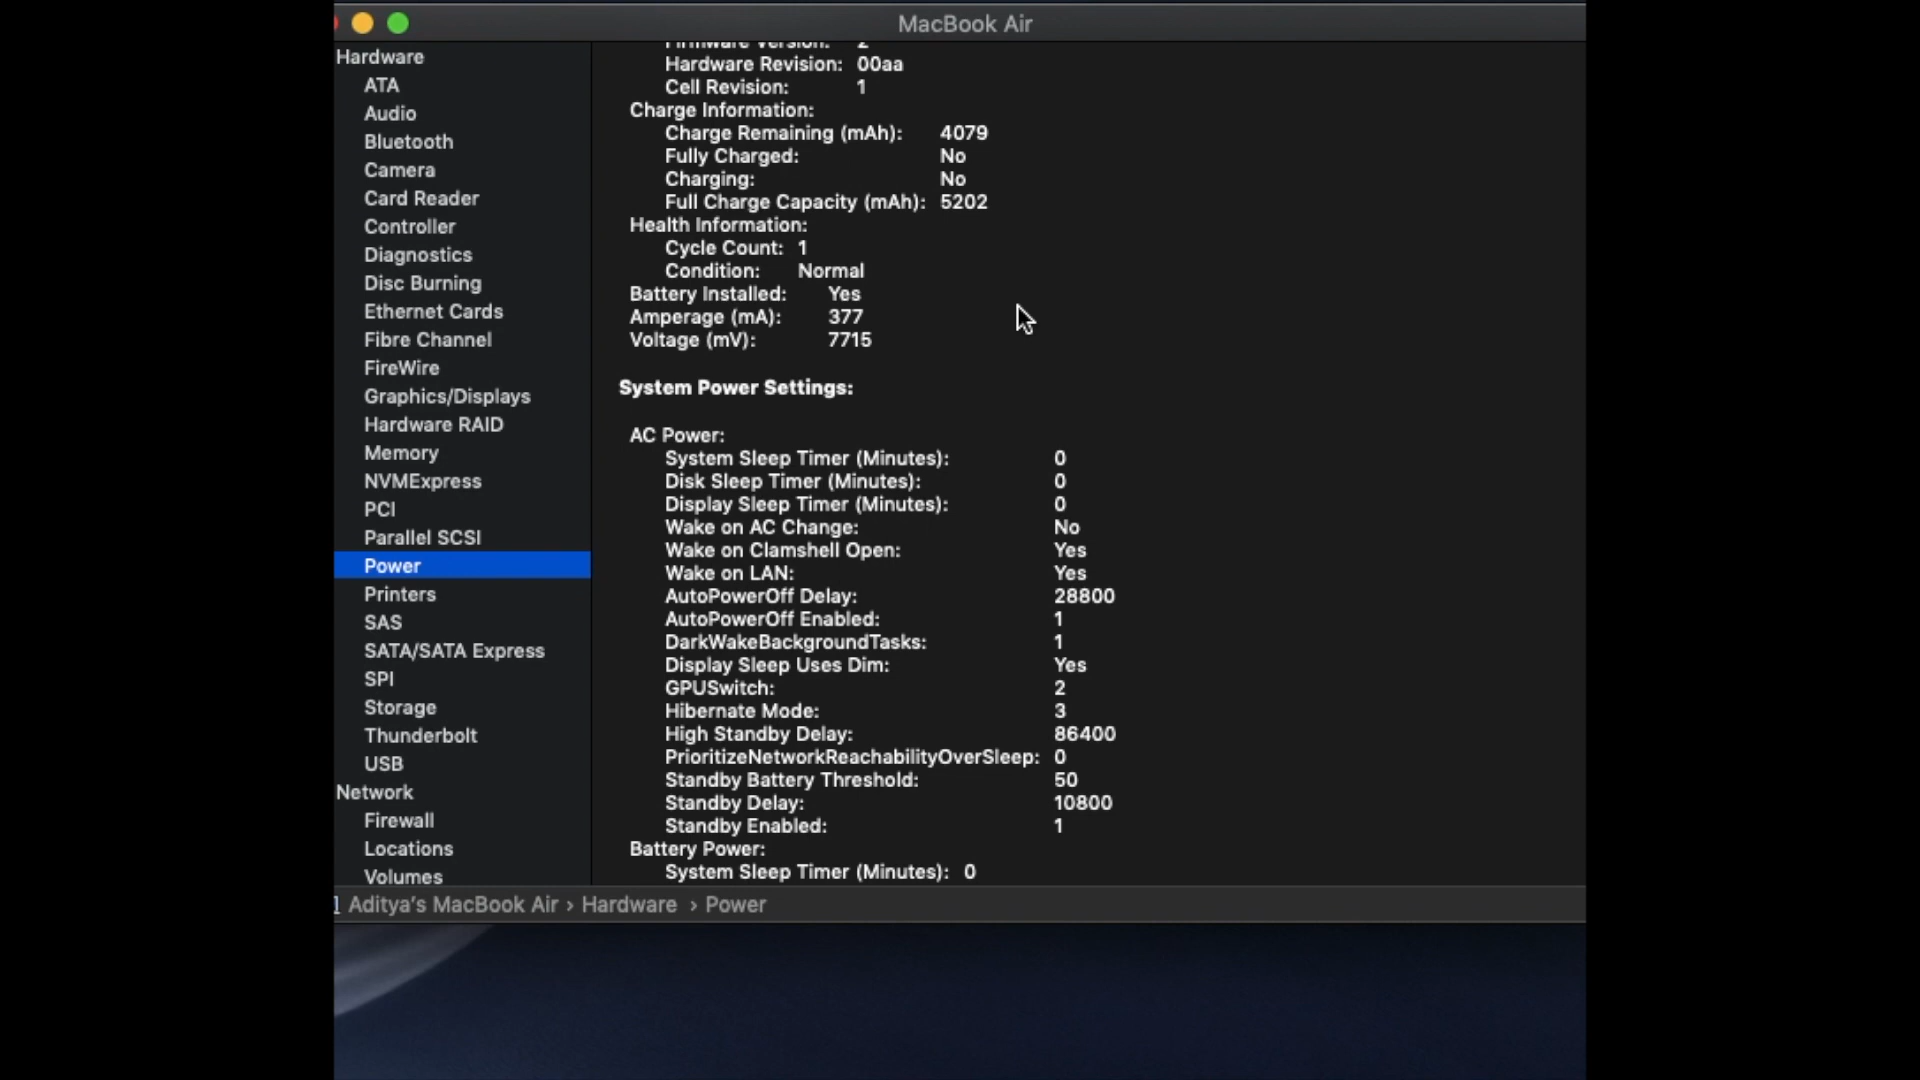 MacBook Air
Hardware
ATA
Audio
Bluetooth
Camera
Card Reader
Controller
Diagnostics
Disc Burning
Ethernet Cards
Fibre Channel
FireWire
Graphics/Displays
Hardware RAID
Memory
NVMExpress
PCI
Parallel SCSI
Power
Printers
SAS
SATA/SATA Express
SPI
Storage
Thunderbolt
USB
Network
Firewall
Locations
Volumes
Firmware Version: 2
Hardware Revision: 00aa
Cell Revision: 1
Charge Information:
Charge Remaining (mAh): 4079
Fully Charged: No
Charging: No
Full Charge Capacity (mAh): 5202
Health Information:
Cycle Count: 1
Condition: Normal
Battery Installed: Yes
Amperage (mA): 377
Voltage (mV): 7715
System Power Settings:
AC Power:
System Sleep Timer (Minutes): 0
Disk Sleep Timer (Minutes): 0
Display Sleep Timer (Minutes): 0
Wake on AC Change: No
Wake on Clamshell Open: Yes
Wake on LAN: Yes
AutoPowerOff Delay: 28800
AutoPowerOff Enabled: 1
DarkWakeBackgroundTasks: 1
Display Sleep Uses Dim: Yes
GPUSwitch: 2
Hibernate Mode: 3
High Standby Delay: 86400
PrioritizeNetworkReachabilityOverSleep: 0
Standby Battery Threshold: 50
Standby Delay: 10800
Standby Enabled: 1
Battery Power:
System Sleep Timer (Minutes): 0
Aditya's MacBook Air › Hardware › Power